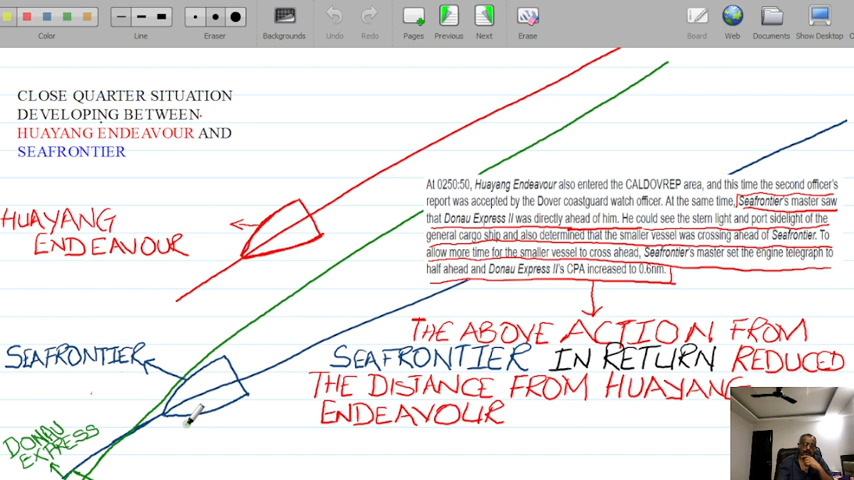 Color
Line
Eraser
Backgrounds
Undo
Redo
Pages
Previous
Next
Erase
Board
Web
Documents
Show Desktop
CLOSE QUARTER SITUATION
DEVELOPING BETWEEN
HUAYANG ENDEAVOUR AND
SEAFRONTIER
At 0250:50, Huayang Endeavour also entered the CALDOVREP area, and this time the second officer's
report was accepted by the Dover coastguard watch officer. At the same time, Seafrontier's master saw
that Donau Express II was directly ahead of him. He could see the stern light and port sidelight of the
general cargo ship and also determined that the smaller vessel was crossing ahead of Seafrontier. To
allow more time for the smaller vessel to cross ahead, Seafrontier's master set the engine telegraph to
half ahead and Donau Express II's CPA increased to 0.6nm.
HUAYANG
ENDEAVOUR
THE ABOVE ACTION FROM
SEAFRONTIER IN RETURN REDUCED
THE DISTANCE FROM HUAYANG
ENDEAVOUR
SEAFRONTIER
DONAU
EXPRESS